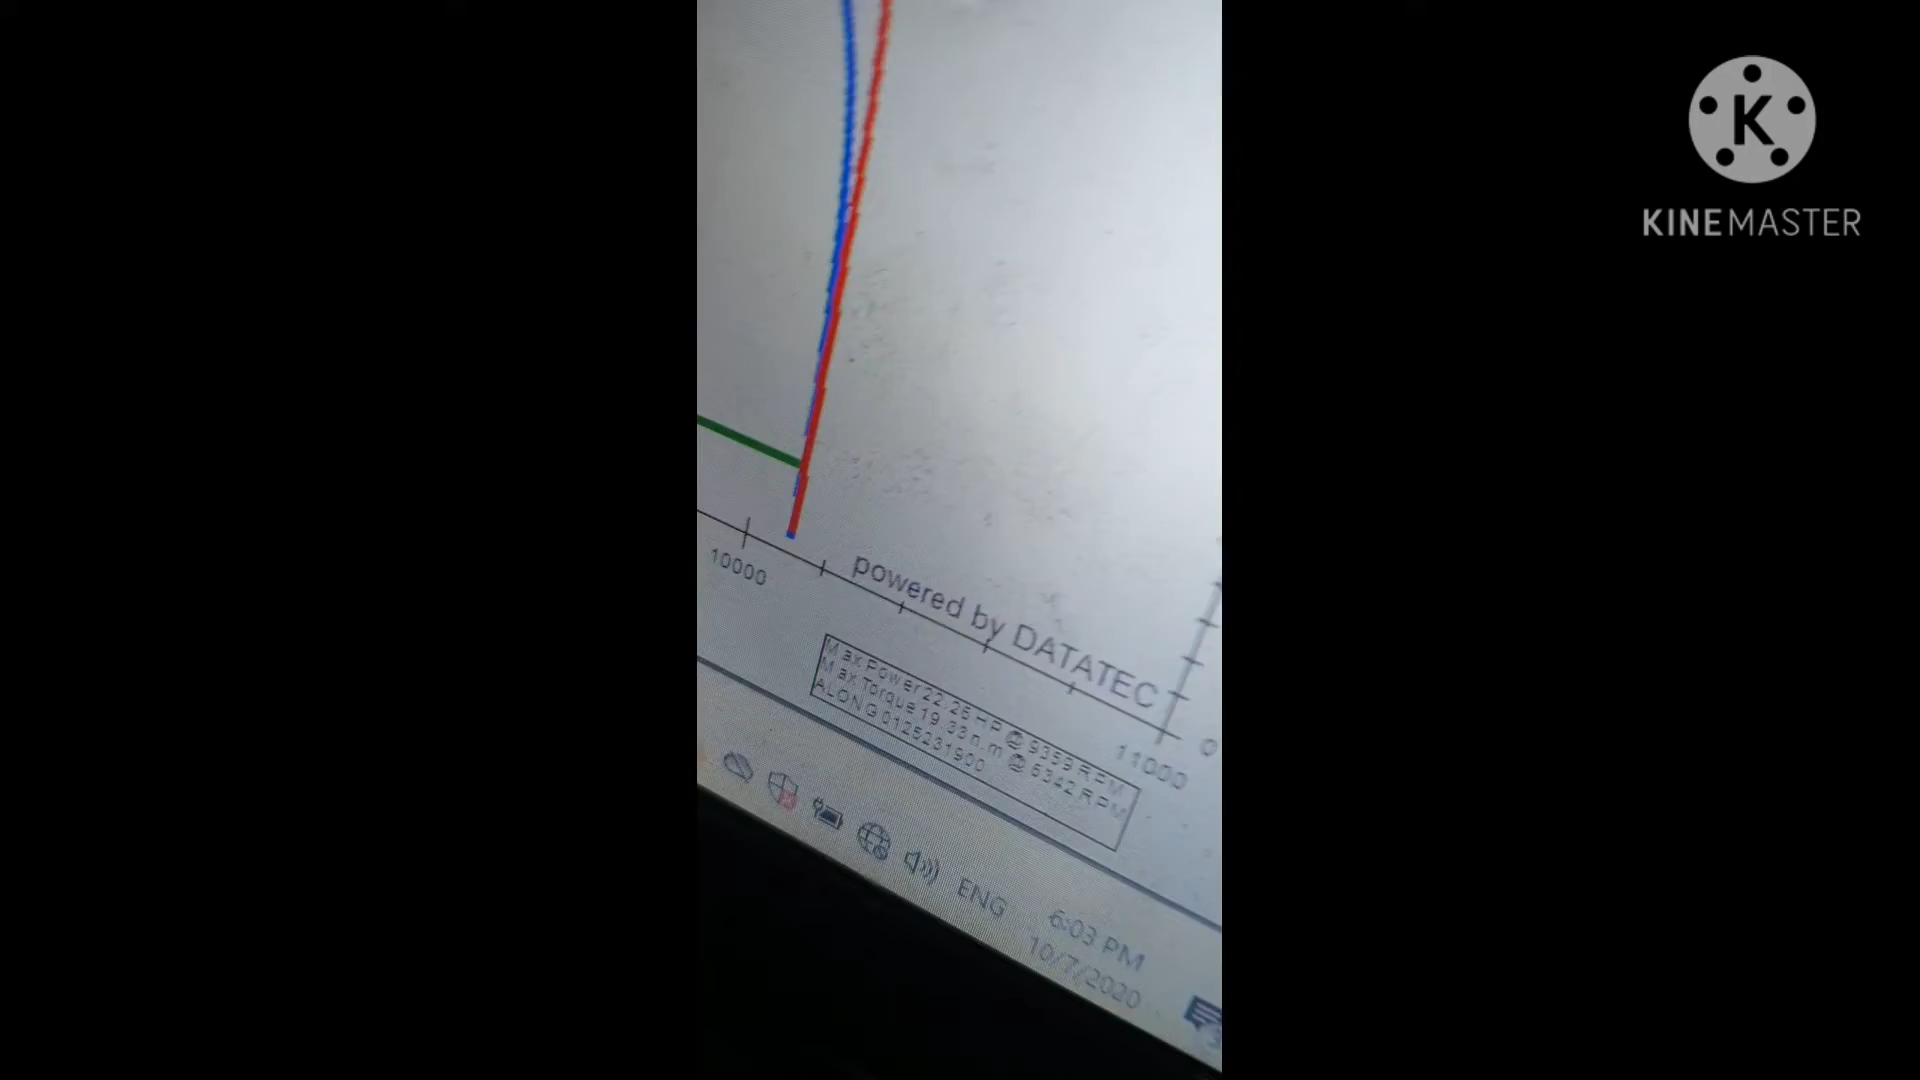 K
KINEMASTER
10000
powered by DATATEC
11000
0
Max Power 22.26 HP @ 9359 RPM
Max Torque 19.33 n.m @ 6342 RPM
ALONG 0125231900
ENG
6:03 PM
10/7/2020